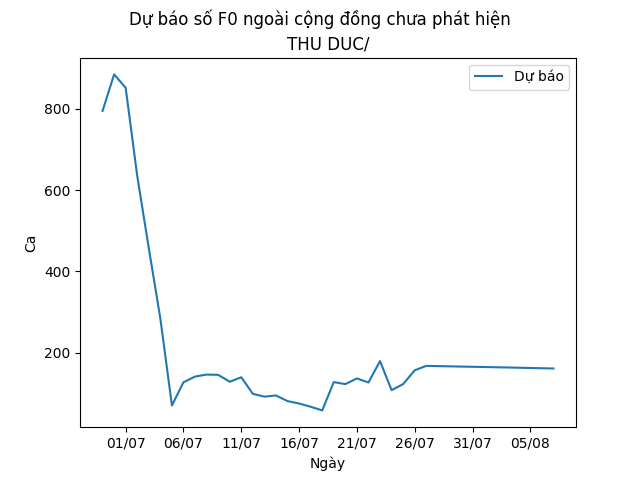 Dự báo số F0 ngoài cộng đồng chưa phát hiện
THU DUC/
Dự báo
800
600
400
200
Ca
01/07 06/07 11/07 16/07 21/07 26/07 31/07 05/08
Ngày